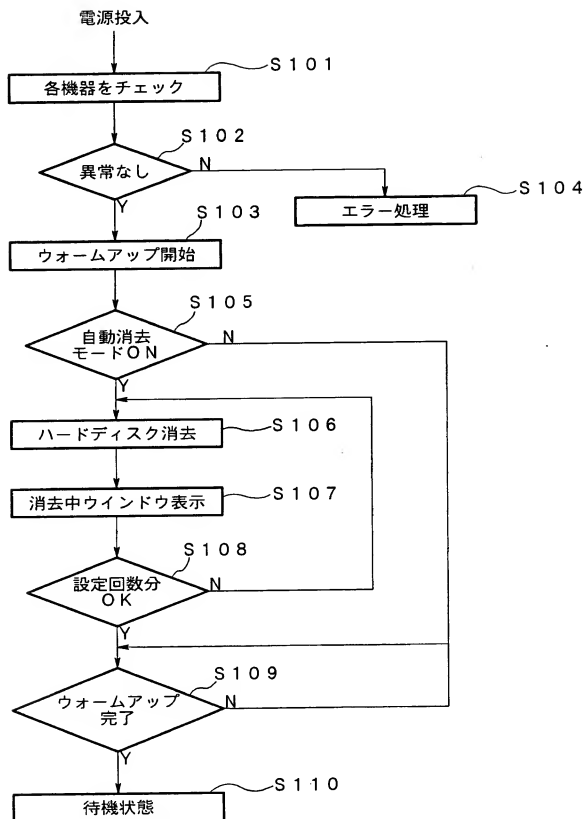 電源投入
S101
各機器をチェック
S102
異常なし
N
Y
S104
エラー処理
S103
ウォームアップ開始
S105
自動消去
モードON
N
Y
S106
ハードディスク消去
S107
消去中ウインドウ表示
S108
設定回数分
OK
N
Y
S109
ウォームアップ
完了
N
Y
S110
待機状態